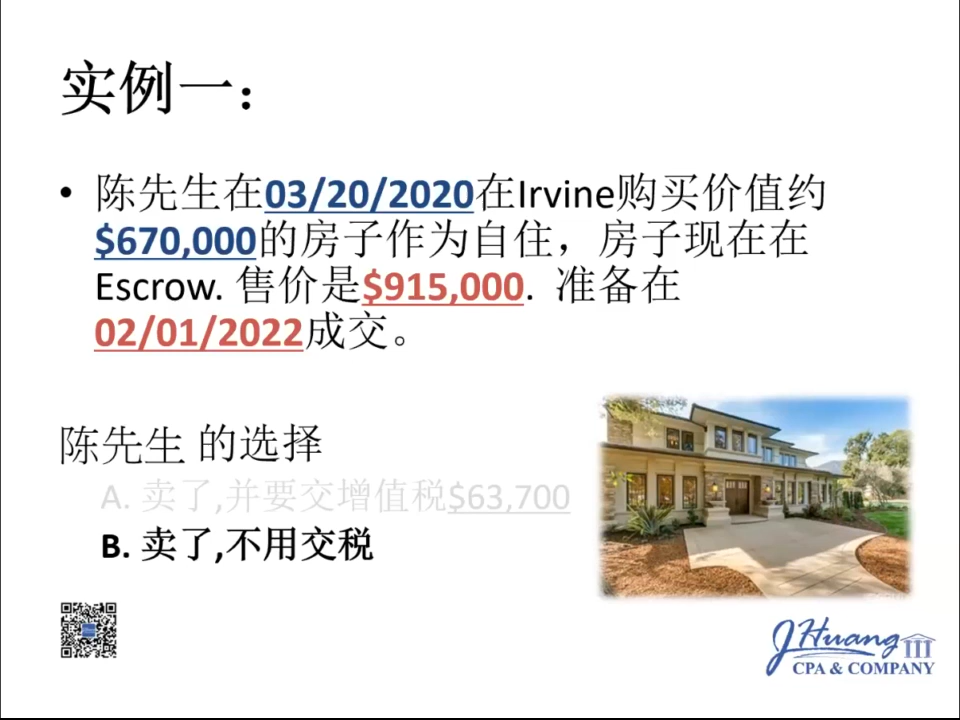 实例一：
• 陈先生在03/20/2020在Irvine购买价值约
$670,000的房子作为自住，房子现在在
Escrow. 售价是$915,000. 准备在
02/01/2022成交。
陈先生 的选择
A. 卖了,并要交增值税$63,700
B. 卖了,不用交税
JHuang
CPA & COMPANY